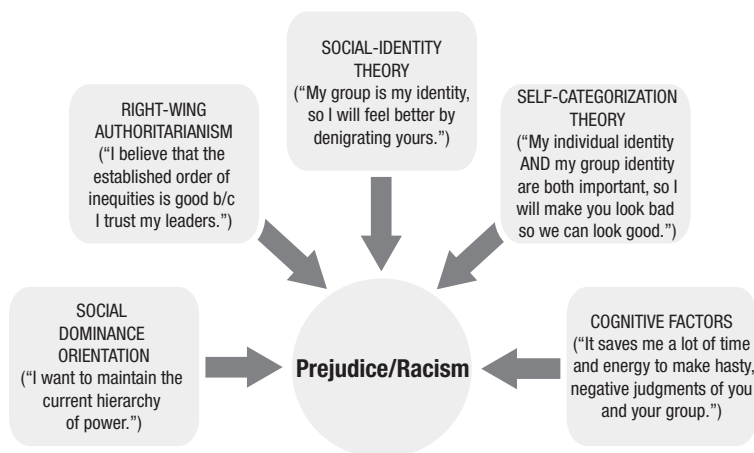 SOCIAL-IDENTITY
THEORY
(“My group is my identity,
so I will feel better by
denigrating yours.”)
RIGHT-WING
AUTHORITARIANISM
(“I believe that the
established order of
inequities is good b/c
I trust my leaders.”)
SELF-CATEGORIZATION
THEORY
(“My individual identity
AND my group identity
are both important, so I
will make you look bad
so we can look good.”)
SOCIAL
DOMINANCE
ORIENTATION
(“I want to maintain the
current hierarchy
of power.”)
Prejudice/Racism
COGNITIVE FACTORS
(“It saves me a lot of time
and energy to make hasty,
negative judgments of you
and your group.”)